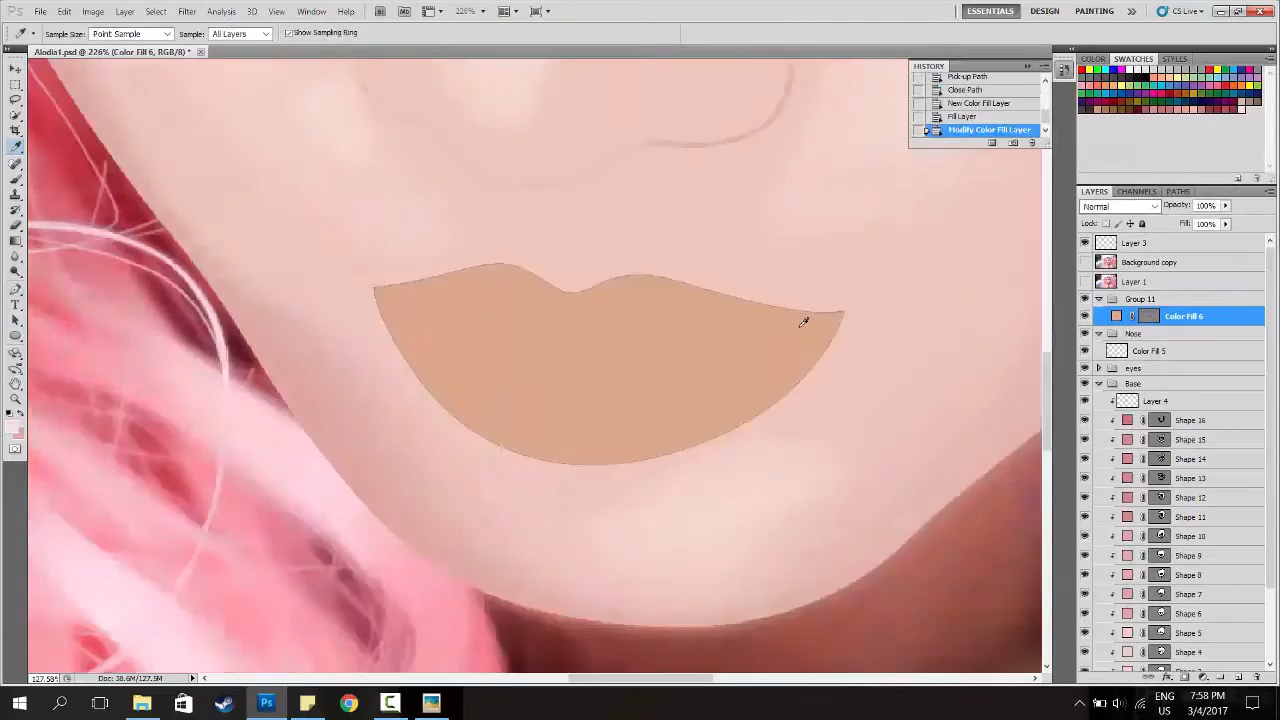 PS File Edit Image Layer Select Filter Analysis 3D View Window Help Br Mb 226% ESSENTIALS DESIGN PAINTING CS Live
Sample Size: Point Sample Sample: All Layers Show Sampling Ring
Alodia1.psd @ 226% (Color Fill 6, RGB/8) *
HISTORY
Pick-up Path
Close Path
New Color Fill Layer
Fill Layer
Modify Color Fill Layer
COLOR SWATCHES STYLES
LAYERS CHANNELS PATHS
Normal Opacity: 100%
Lock: Fill: 100%
Layer 3
Background copy
Layer 1
Group 11
Color Fill 6
Nose
Color Fill 5
eyes
Base
Layer 4
Shape 16
Shape 15
Shape 14
Shape 13
Shape 12
Shape 11
Shape 10
Shape 9
Shape 8
Shape 7
Shape 6
Shape 5
Shape 4
127.58% Doc: 38.6M/127.5M
Ps
ENG 7:58 PM
US 3/4/2017